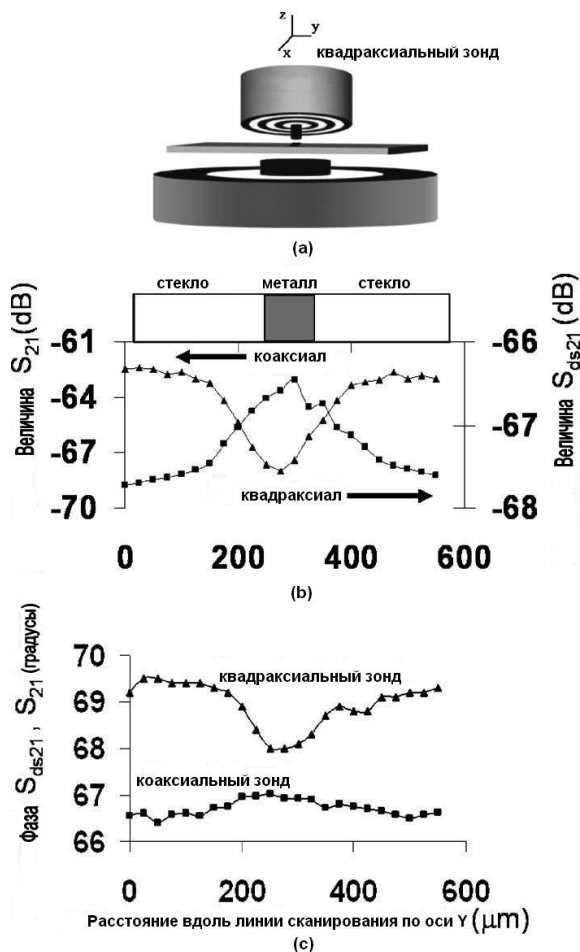 z
y
x
квадраксиальный зонд
(a)
стекло металл стекло
Величина S21(dB)
-61
-64
-67
-70
коаксиал
квадраксиал
-66
-67
-68
Величина Sds21(dB)
0 200 400 600
(b)
Фаза Sds21 , S21 (градусы)
70
69
68
67
66
квадраксиальный зонд
коаксиальный зонд
0 200 400 600
Расстояние вдоль линии сканирования по оси Y (μm)
(c)